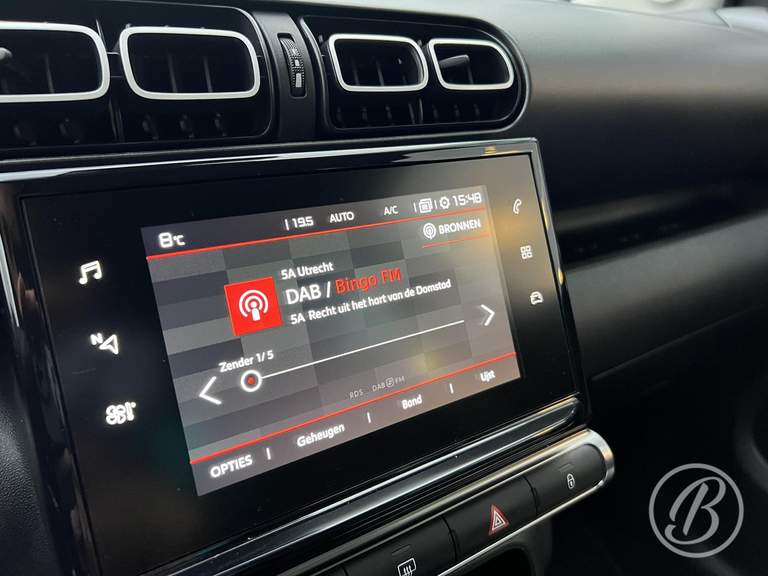 8°C | 19.5 AUTO A/C | | 15:48
BRONNEN
5A Utrecht
DAB / Bingo FM
5A Recht uit het hart van de Domstad
Zender 1/5
RDS DAB FM
OPTIES | Geheugen | Band | Lijst
N
B